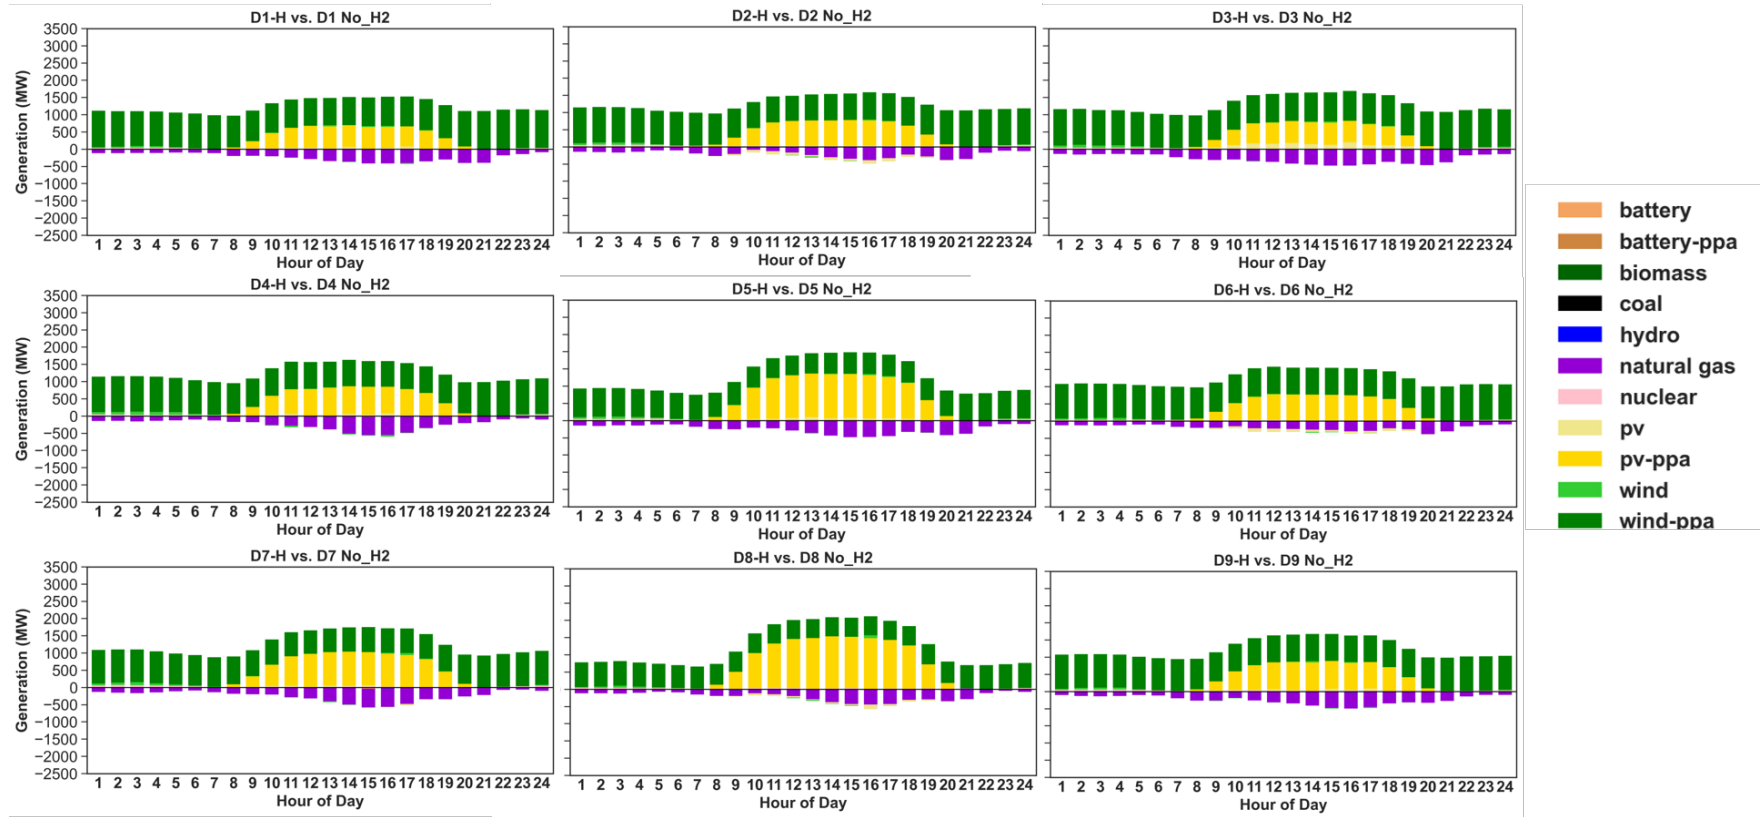 D1-H vs. D1 No_H2
D2-H vs. D2 No_H2
D3-H vs. D3 No_H2
Generation (MW)
3500
3000
2500
2000
1500
1000
500
0
−500
−1000
−1500
−2000
−2500
1 2 3 4 5 6 7 8 9 10 11 12 13 14 15 16 17 18 19 20 21 22 23 24
Hour of Day
1 2 3 4 5 6 7 8 9 10 11 12 13 14 15 16 17 18 19 20 21 22 23 24
Hour of Day
1 2 3 4 5 6 7 8 9 10 11 12 13 14 15 16 17 18 19 20 21 22 23 24
Hour of Day
D4-H vs. D4 No_H2
D5-H vs. D5 No_H2
D6-H vs. D6 No_H2
Generation (MW)
3500
3000
2500
2000
1500
1000
500
0
−500
−1000
−1500
−2000
−2500
1 2 3 4 5 6 7 8 9 10 11 12 13 14 15 16 17 18 19 20 21 22 23 24
Hour of Day
1 2 3 4 5 6 7 8 9 10 11 12 13 14 15 16 17 18 19 20 21 22 23 24
Hour of Day
1 2 3 4 5 6 7 8 9 10 11 12 13 14 15 16 17 18 19 20 21 22 23 24
Hour of Day
D7-H vs. D7 No_H2
D8-H vs. D8 No_H2
D9-H vs. D9 No_H2
Generation (MW)
3500
3000
2500
2000
1500
1000
500
0
−500
−1000
−1500
−2000
−2500
1 2 3 4 5 6 7 8 9 10 11 12 13 14 15 16 17 18 19 20 21 22 23 24
Hour of Day
1 2 3 4 5 6 7 8 9 10 11 12 13 14 15 16 17 18 19 20 21 22 23 24
Hour of Day
1 2 3 4 5 6 7 8 9 10 11 12 13 14 15 16 17 18 19 20 21 22 23 24
Hour of Day
battery
battery-ppa
biomass
coal
hydro
natural gas
nuclear
pv
pv-ppa
wind
wind-ppa